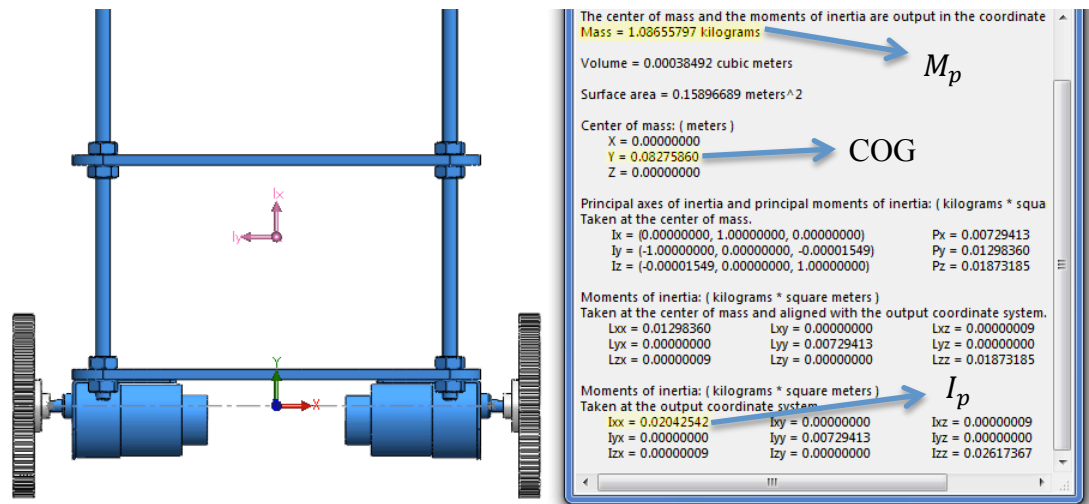 The center of mass and the moments of inertia are output in the coordinate
Mass = 1.08655797 kilograms
M_p
Volume = 0.00038492 cubic meters
Surface area = 0.15896689 meters^2
Center of mass: ( meters )
X = 0.00000000
Y = 0.08275860
COG
Z = 0.00000000
Principal axes of inertia and principal moments of inertia: ( kilograms * squa
Taken at the center of mass.
Ix = (0.00000000, 1.00000000, 0.00000000) Px = 0.00729413
Iy = (-1.00000000, 0.00000000, -0.00001549) Py = 0.01298360
Iz = (-0.00001549, 0.00000000, 1.00000000) Pz = 0.01873185
Moments of inertia: ( kilograms * square meters )
Taken at the center of mass and aligned with the output coordinate system.
Lxx = 0.01298360 Lxy = 0.00000000 Lxz = 0.00000009
Lyx = 0.00000000 Lyy = 0.00729413 Lyz = 0.00000000
Lzx = 0.00000009 Lzy = 0.00000000 Lzz = 0.01873185
Moments of inertia: ( kilograms * square meters )
I_p
Taken at the output coordinate system.
Ixx = 0.02042542 Ixy = 0.00000000 Ixz = 0.00000009
Iyx = 0.00000000 Iyy = 0.00729413 Iyz = 0.00000000
Izx = 0.00000009 Izy = 0.00000000 Izz = 0.02617367
Ix
Iy
Y
X